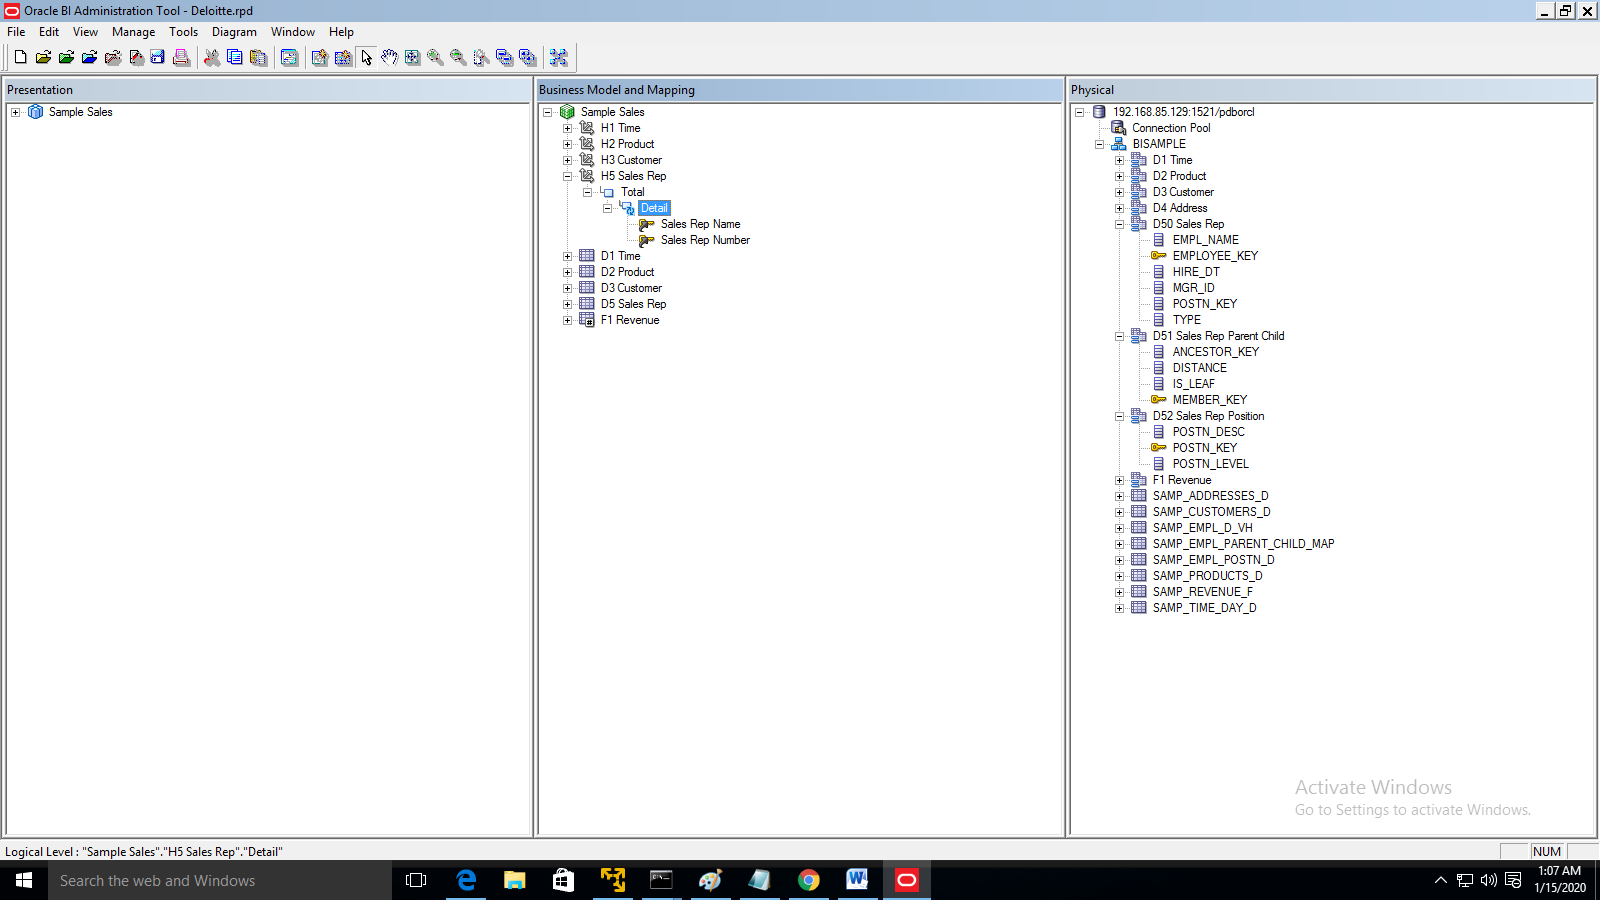 Oracle BI Administration Tool - Deloitte.rpd
File Edit View Manage Tools Diagram Window Help
Presentation
Sample Sales
Business Model and Mapping
Sample Sales
H1 Time
H2 Product
H3 Customer
H5 Sales Rep
Total
Detail
Sales Rep Name
Sales Rep Number
D1 Time
D2 Product
D3 Customer
D5 Sales Rep
F1 Revenue
Physical
192.168.85.129:1521/pdborcl
Connection Pool
BISAMPLE
D1 Time
D2 Product
D3 Customer
D4 Address
D50 Sales Rep
EMPL_NAME
EMPLOYEE_KEY
HIRE_DT
MGR_ID
POSTN_KEY
TYPE
D51 Sales Rep Parent Child
ANCESTOR_KEY
DISTANCE
IS_LEAF
MEMBER_KEY
D52 Sales Rep Position
POSTN_DESC
POSTN_KEY
POSTN_LEVEL
F1 Revenue
SAMP_ADDRESSES_D
SAMP_CUSTOMERS_D
SAMP_EMPL_D_VH
SAMP_EMPL_PARENT_CHILD_MAP
SAMP_EMPL_POSTN_D
SAMP_PRODUCTS_D
SAMP_REVENUE_F
SAMP_TIME_DAY_D
Activate Windows
Go to Settings to activate Windows.
Logical Level : "Sample Sales"."H5 Sales Rep"."Detail"
NUM
Search the web and Windows
1:07 AM
1/15/2020